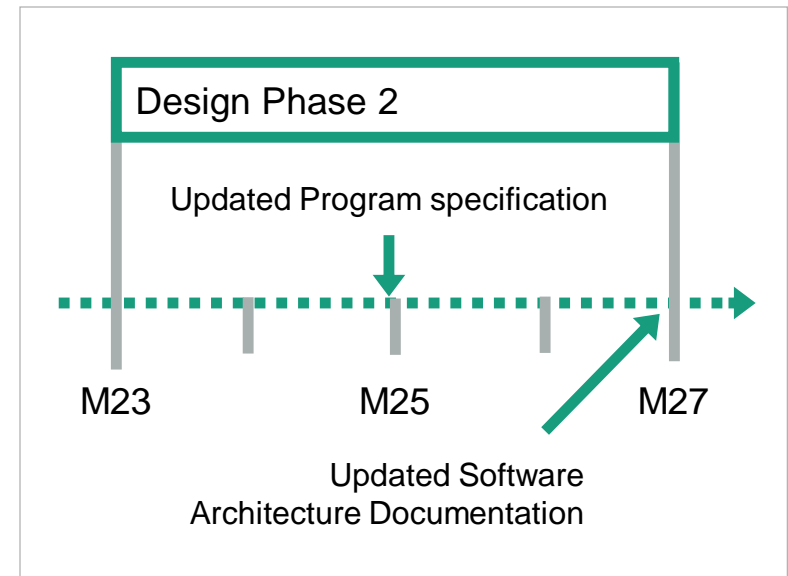 Design Phase 2
Updated Program specification
M23
M25
M27
Updated Software
Architecture Documentation